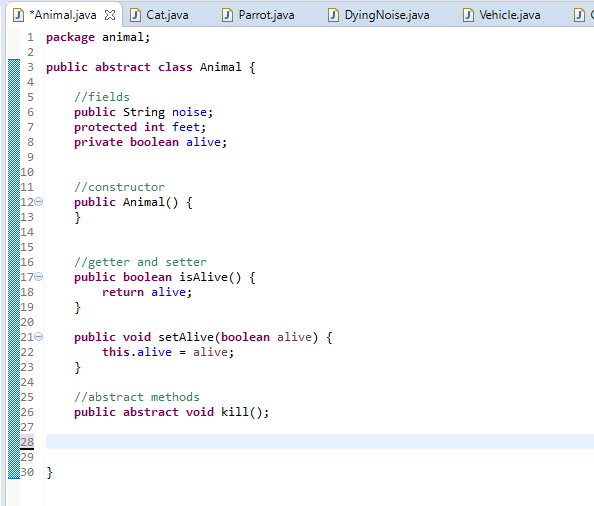 *Animal.java Cat.java Parrot.java DyingNoise.java Vehicle.java
1 package animal;
2
3 public abstract class Animal {
4
5 //fields
6 public String noise;
7 protected int feet;
8 private boolean alive;
9
10
11 //constructor
12 public Animal() {
13 }
14
15
16 //getter and setter
17 public boolean isAlive() {
18 return alive;
19 }
20
21 public void setAlive(boolean alive) {
22 this.alive = alive;
23 }
24
25 //abstract methods
26 public abstract void kill();
27
28
29
30 }